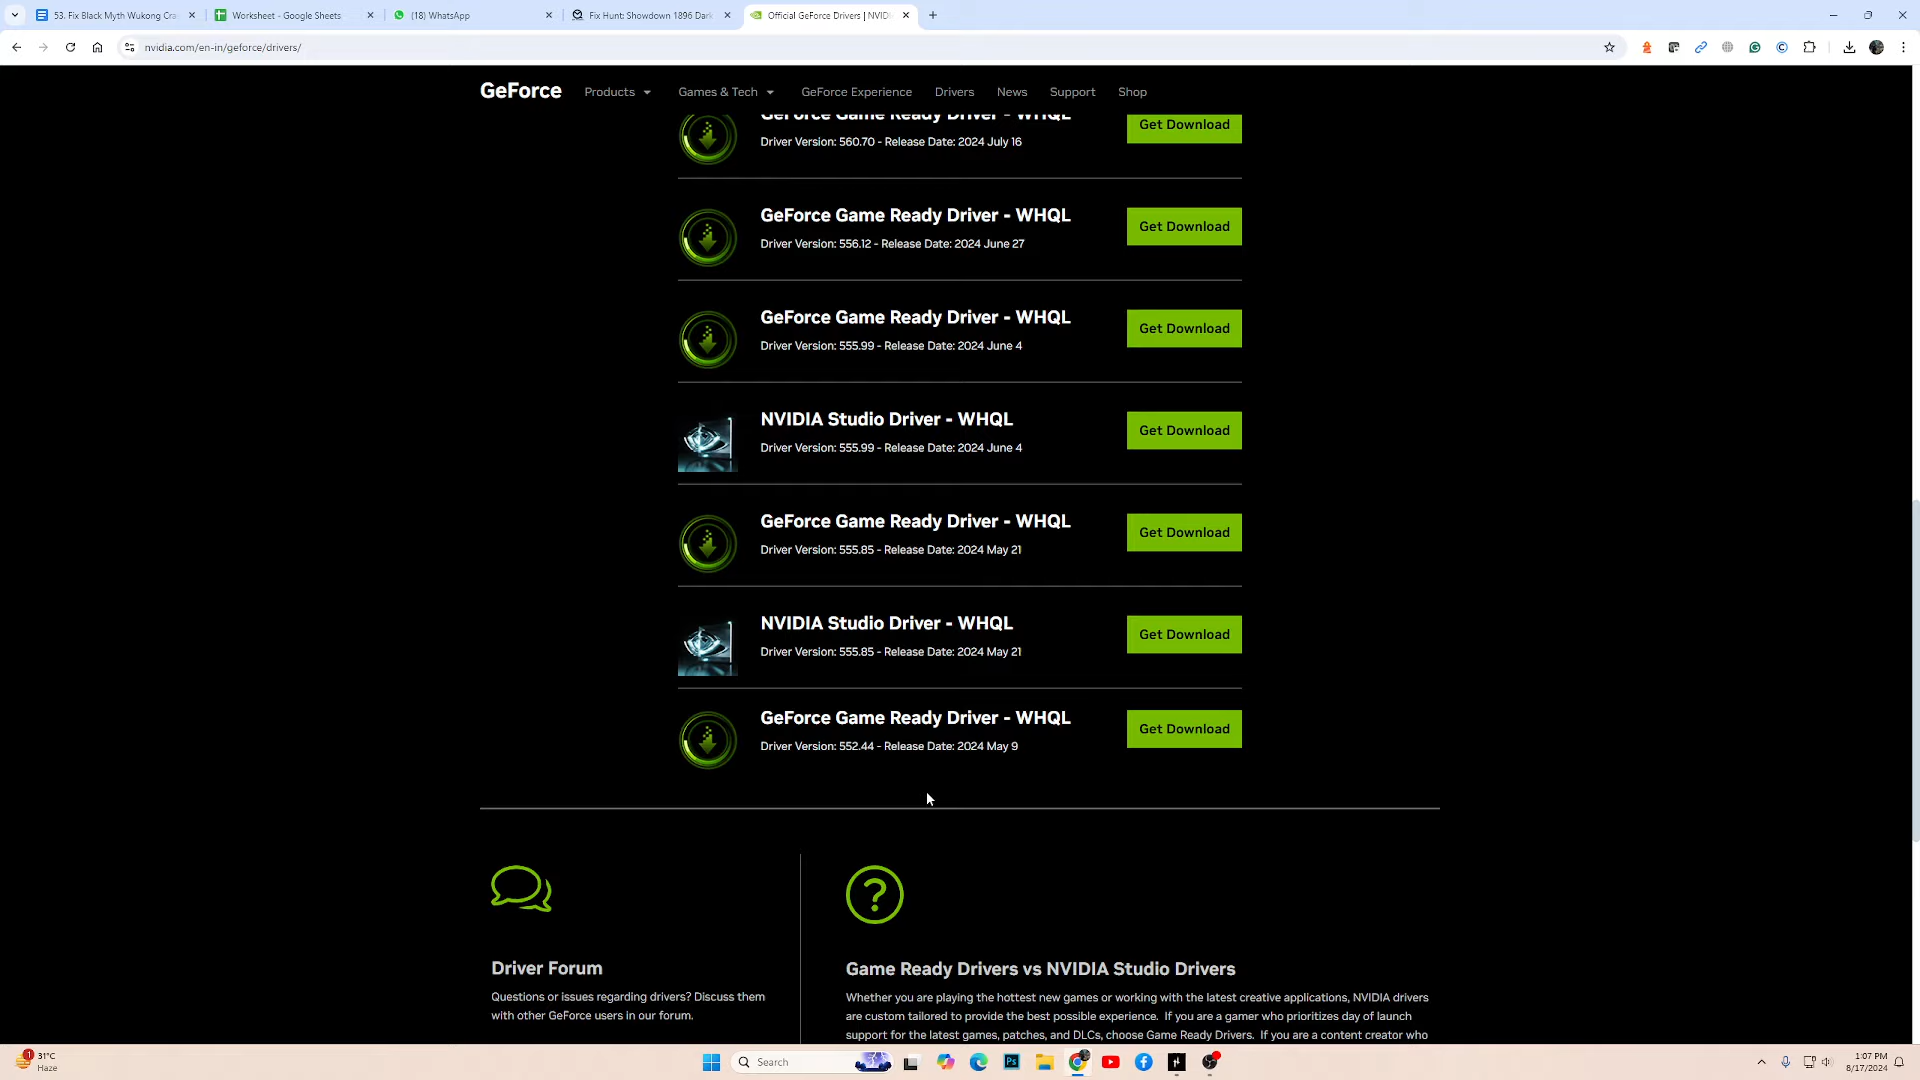 53. Fix Black Myth Wukong Cra
Worksheet - Google Sheets
(18) WhatsApp
Fix Hunt: Showdown 1896 Dark
Official GeForce Drivers | NVIDI
nvidia.com/en-in/geforce/drivers/
GeForce
Products
Games & Tech
GeForce Experience
Drivers
News
Support
Shop
GeForce Game Ready Driver - WHQL
Driver Version: 560.70 - Release Date: 2024 July 16
Get Download
GeForce Game Ready Driver - WHQL
Driver Version: 556.12 - Release Date: 2024 June 27
Get Download
GeForce Game Ready Driver - WHQL
Driver Version: 555.99 - Release Date: 2024 June 4
Get Download
NVIDIA Studio Driver - WHQL
Driver Version: 555.99 - Release Date: 2024 June 4
Get Download
GeForce Game Ready Driver - WHQL
Driver Version: 555.85 - Release Date: 2024 May 21
Get Download
NVIDIA Studio Driver - WHQL
Driver Version: 555.85 - Release Date: 2024 May 21
Get Download
GeForce Game Ready Driver - WHQL
Driver Version: 552.44 - Release Date: 2024 May 9
Get Download
Driver Forum
Questions or issues regarding drivers? Discuss them
with other GeForce users in our forum.
Game Ready Drivers vs NVIDIA Studio Drivers
Whether you are playing the hottest new games or working with the latest creative applications, NVIDIA drivers
are custom tailored to provide the best possible experience. If you are a gamer who prioritizes day of launch
support for the latest games, patches, and DLCs, choose Game Ready Drivers. If you are a content creator who
1
31°C
Haze
Search
Ps
1:07 PM
8/17/2024